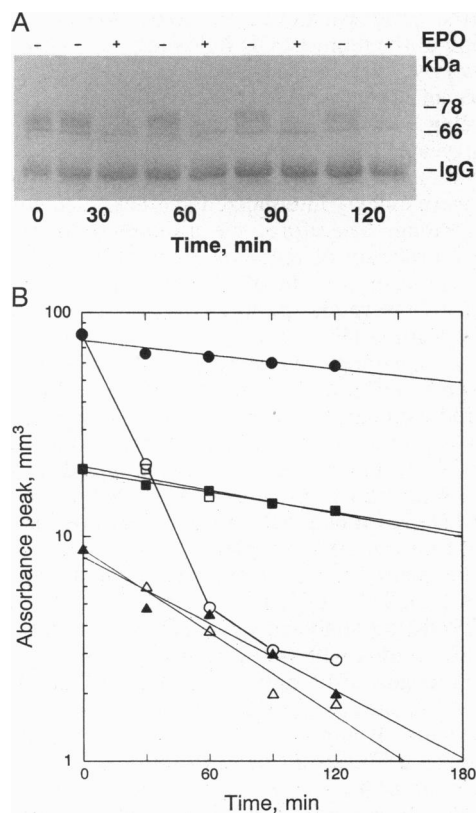 A
– – + – + – + – + EPO
kDa
–78
–66
–IgG
0 30 60 90 120
Time, min
B
100
10
1
Absorbance peak, mm³
0 60 120 180
Time, min